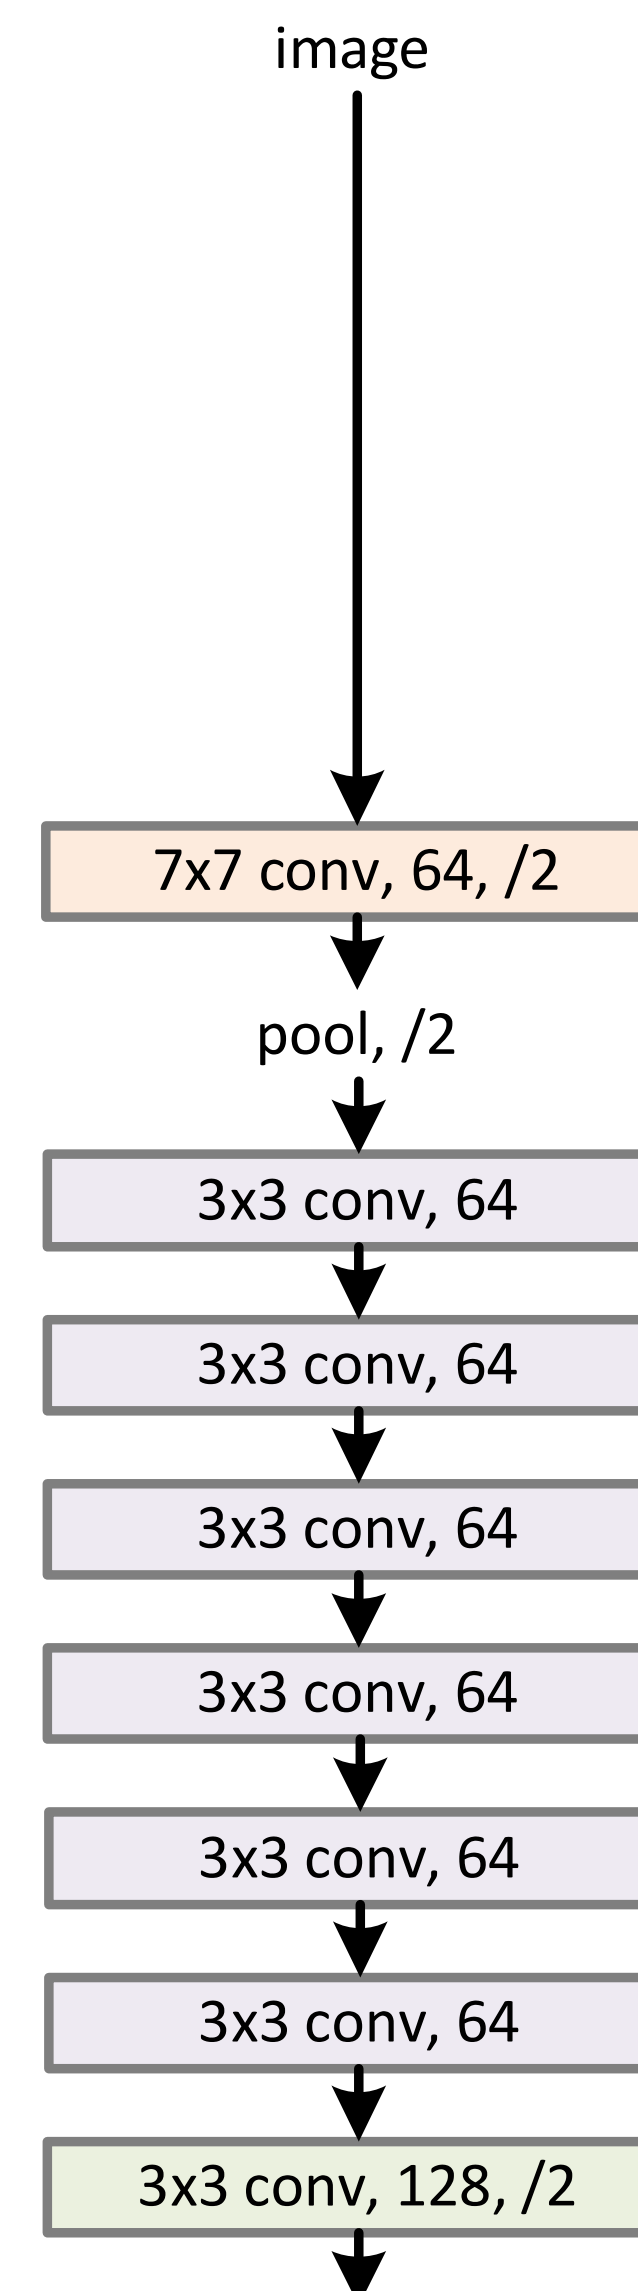 image
7x7 conv, 64, /2
pool, /2
3x3 conv, 64
3x3 conv, 64
3x3 conv, 64
3x3 conv, 64
3x3 conv, 64
3x3 conv, 64
3x3 conv, 128, /2